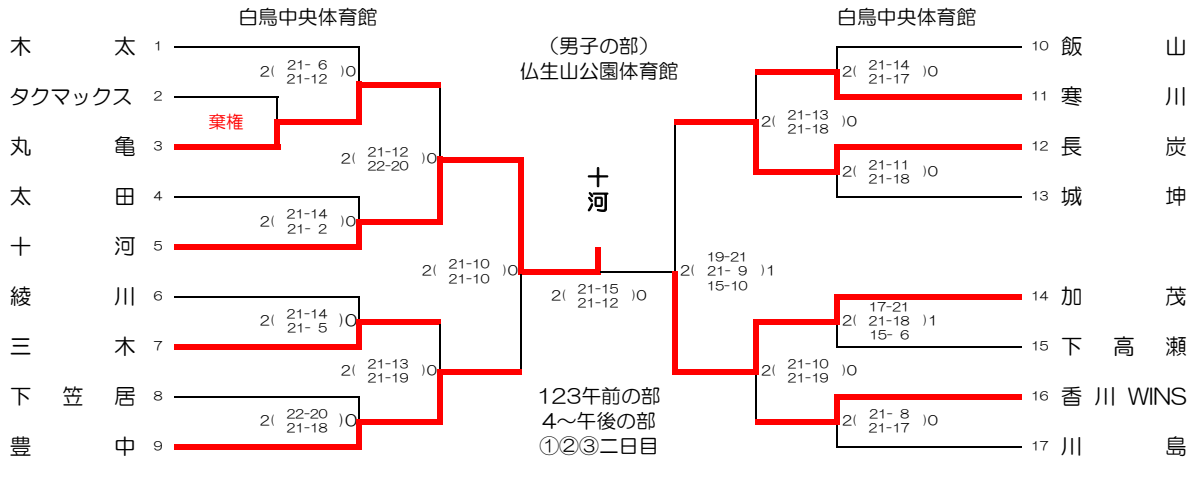 白鳥中央体育館
木太 1
タクマックス 2
丸亀 3
太田 4
十河 5
綾川 6
三木 7
下笠居 8
豊中 9
2( 21- 6 )0
21-12
棄権
2( 21-14 )0
21- 2
2( 21-14 )0
21- 5
2( 22-20 )0
21-18
2( 21-12 )0
22-20
2( 21-13 )0
21-19
2( 21-10 )0
21-10
(男子の部)
仏生山公園体育館
十河
2( 21-15 )0
21-12
123午前の部
4～午後の部
①②③二日目
白鳥中央体育館
10 飯山
11 寒川
12 長炭
13 城坤
14 加茂
15 下高瀬
16 香川 WINS
17 川島
2( 21-14 )0
21-17
2( 21-13 )0
21-18
2( 21-11 )0
21-18
19-21
2( 21- 9 )1
15-10
17-21
2( 21-18 )1
15- 6
2( 21-10 )0
21-19
2( 21- 8 )0
21-17